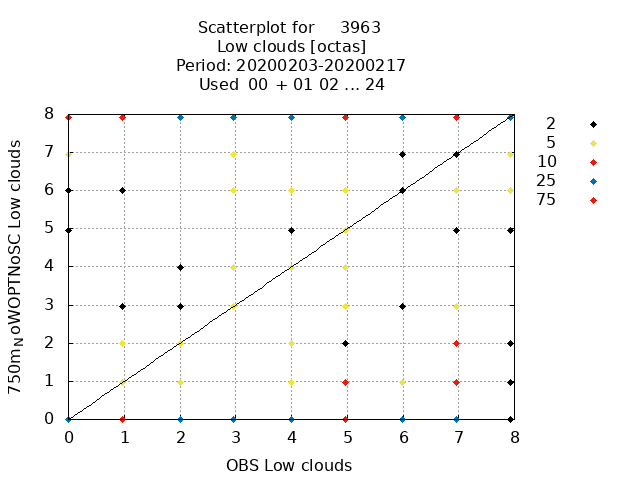 Scatterplot for 3963
Low clouds [octas]
Period: 20200203-20200217
Used 00 + 01 02 ... 24
8
7
6
5
4
3
2
1
0
750m_NoWOPTNoSC Low clouds
0 1 2 3 4 5 6 7 8
OBS Low clouds
2
5
10
25
75